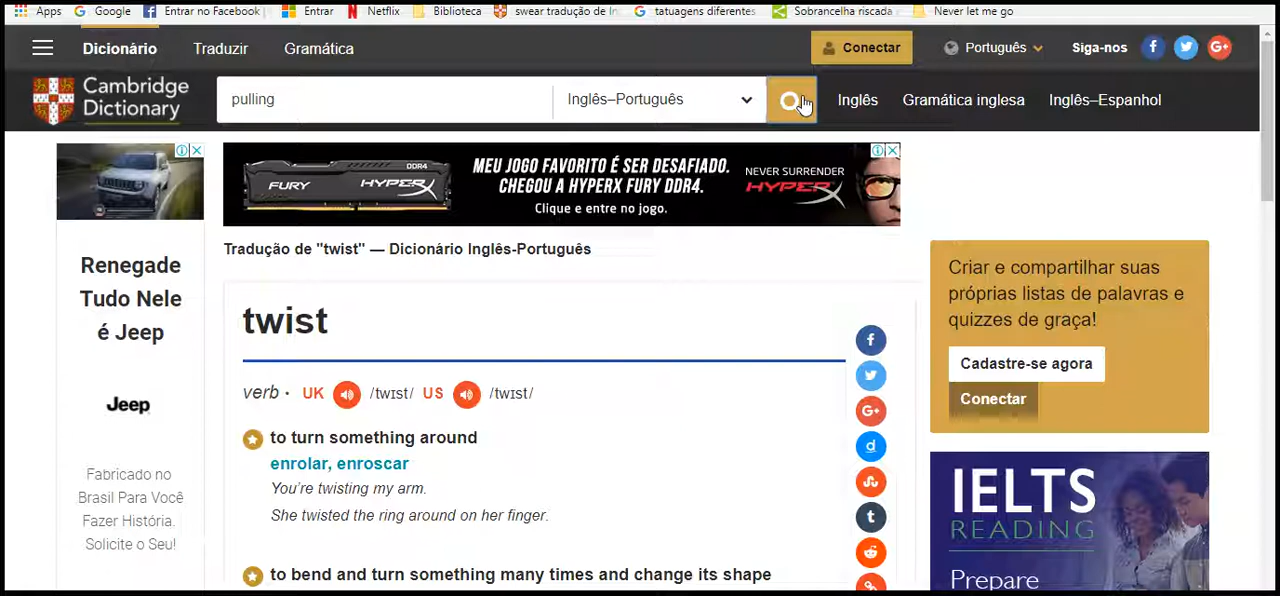 Apps Google Entrar no Facebook Entrar Netflix Biblioteca swear tradução de In tatuagens diferentes Sobrancelha riscada Never let me go
Dicionário Traduzir Gramática Conectar Português Siga-nos
Cambridge
Dictionary
pulling Inglês–Português Inglês Gramática inglesa Inglês–Espanhol
FURY HYPERX DDR4
MEU JOGO FAVORITO É SER DESAFIADO.
CHEGOU A HYPERX FURY DDR4.
Clique e entre no jogo.
NEVER SURRENDER
HYPERX
Renegade
Tudo Nele
é Jeep
Jeep
Fabricado no
Brasil Para Você
Fazer História.
Solicite o Seu!
Tradução de "twist" — Dicionário Inglês-Português
twist
verb · UK /twɪst/ US /twɪst/
to turn something around
enrolar, enroscar
You’re twisting my arm.
She twisted the ring around on her finger.
to bend and turn something many times and change its shape
Criar e compartilhar suas
próprias listas de palavras e
quizzes de graça!
Cadastre-se agora
Conectar
IELTS
READING
Prepare